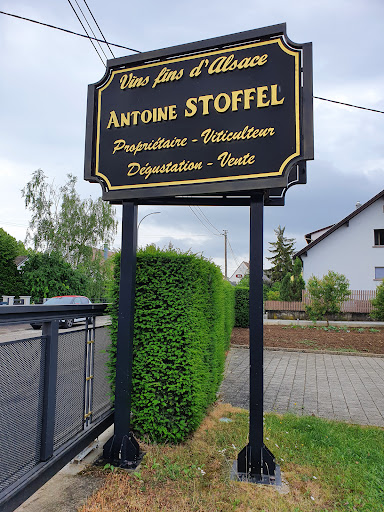 Vins fins d'Alsace
ANTOINE STOFFEL
Propriétaire - Viticulteur
Dégustation - Vente